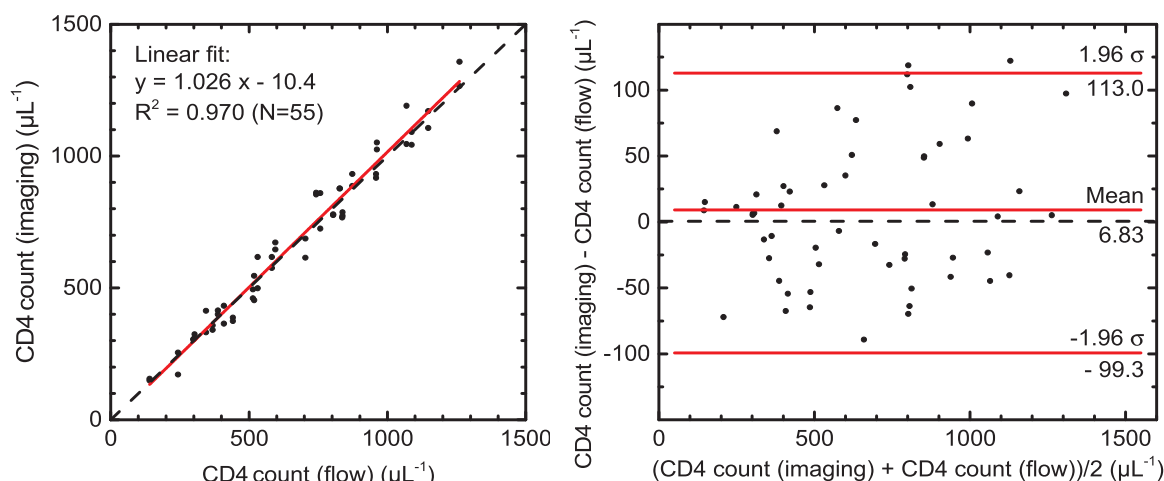 CD4 count (imaging) (µL⁻¹)
1500
1000
500
0
Linear fit:
y = 1.026 x - 10.4
R² = 0.970 (N=55)
0 500 1000 1500
CD4 count (flow) (µL⁻¹)
CD4 count (imaging) - CD4 count (flow) (µL⁻¹)
100
50
0
-50
-100
1.96 σ
113.0
Mean
6.83
-1.96 σ
- 99.3
0 500 1000 1500
(CD4 count (imaging) + CD4 count (flow))/2 (µL⁻¹)